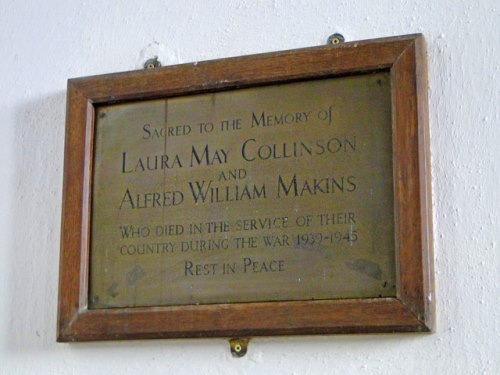 Sacred to the Memory of
Laura May Collinson
and
Alfred William Makins
Who died in the service of their
country during the war 1939-1945
Rest in Peace